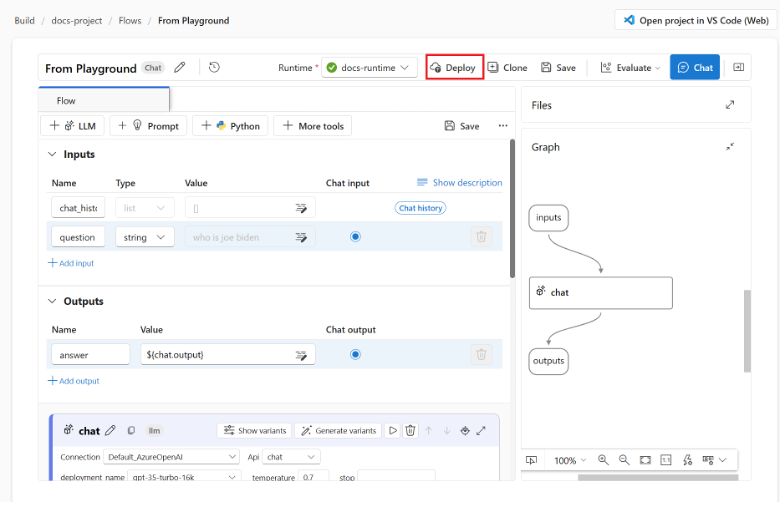 Build / docs-project / Flows / From Playground
Open project in VS Code (Web)
From Playground Chat
Runtime * docs-runtime
Deploy
Clone
Save
Evaluate
Chat
Flow
LLM
Prompt
Python
More tools
Save
Inputs
Name Type Value Chat input Show description
chat_hist list [] Chat history
question string who is joe biden
Add input
Outputs
Name Value Chat output
answer ${chat.output}
Add output
chat llm Show variants Generate variants
Connection Default_AzureOpenAI Api chat
deployment_name gpt-35-turbo-16k temperature 0.7 stop
Files
Graph
inputs
chat
outputs
100% 1:1